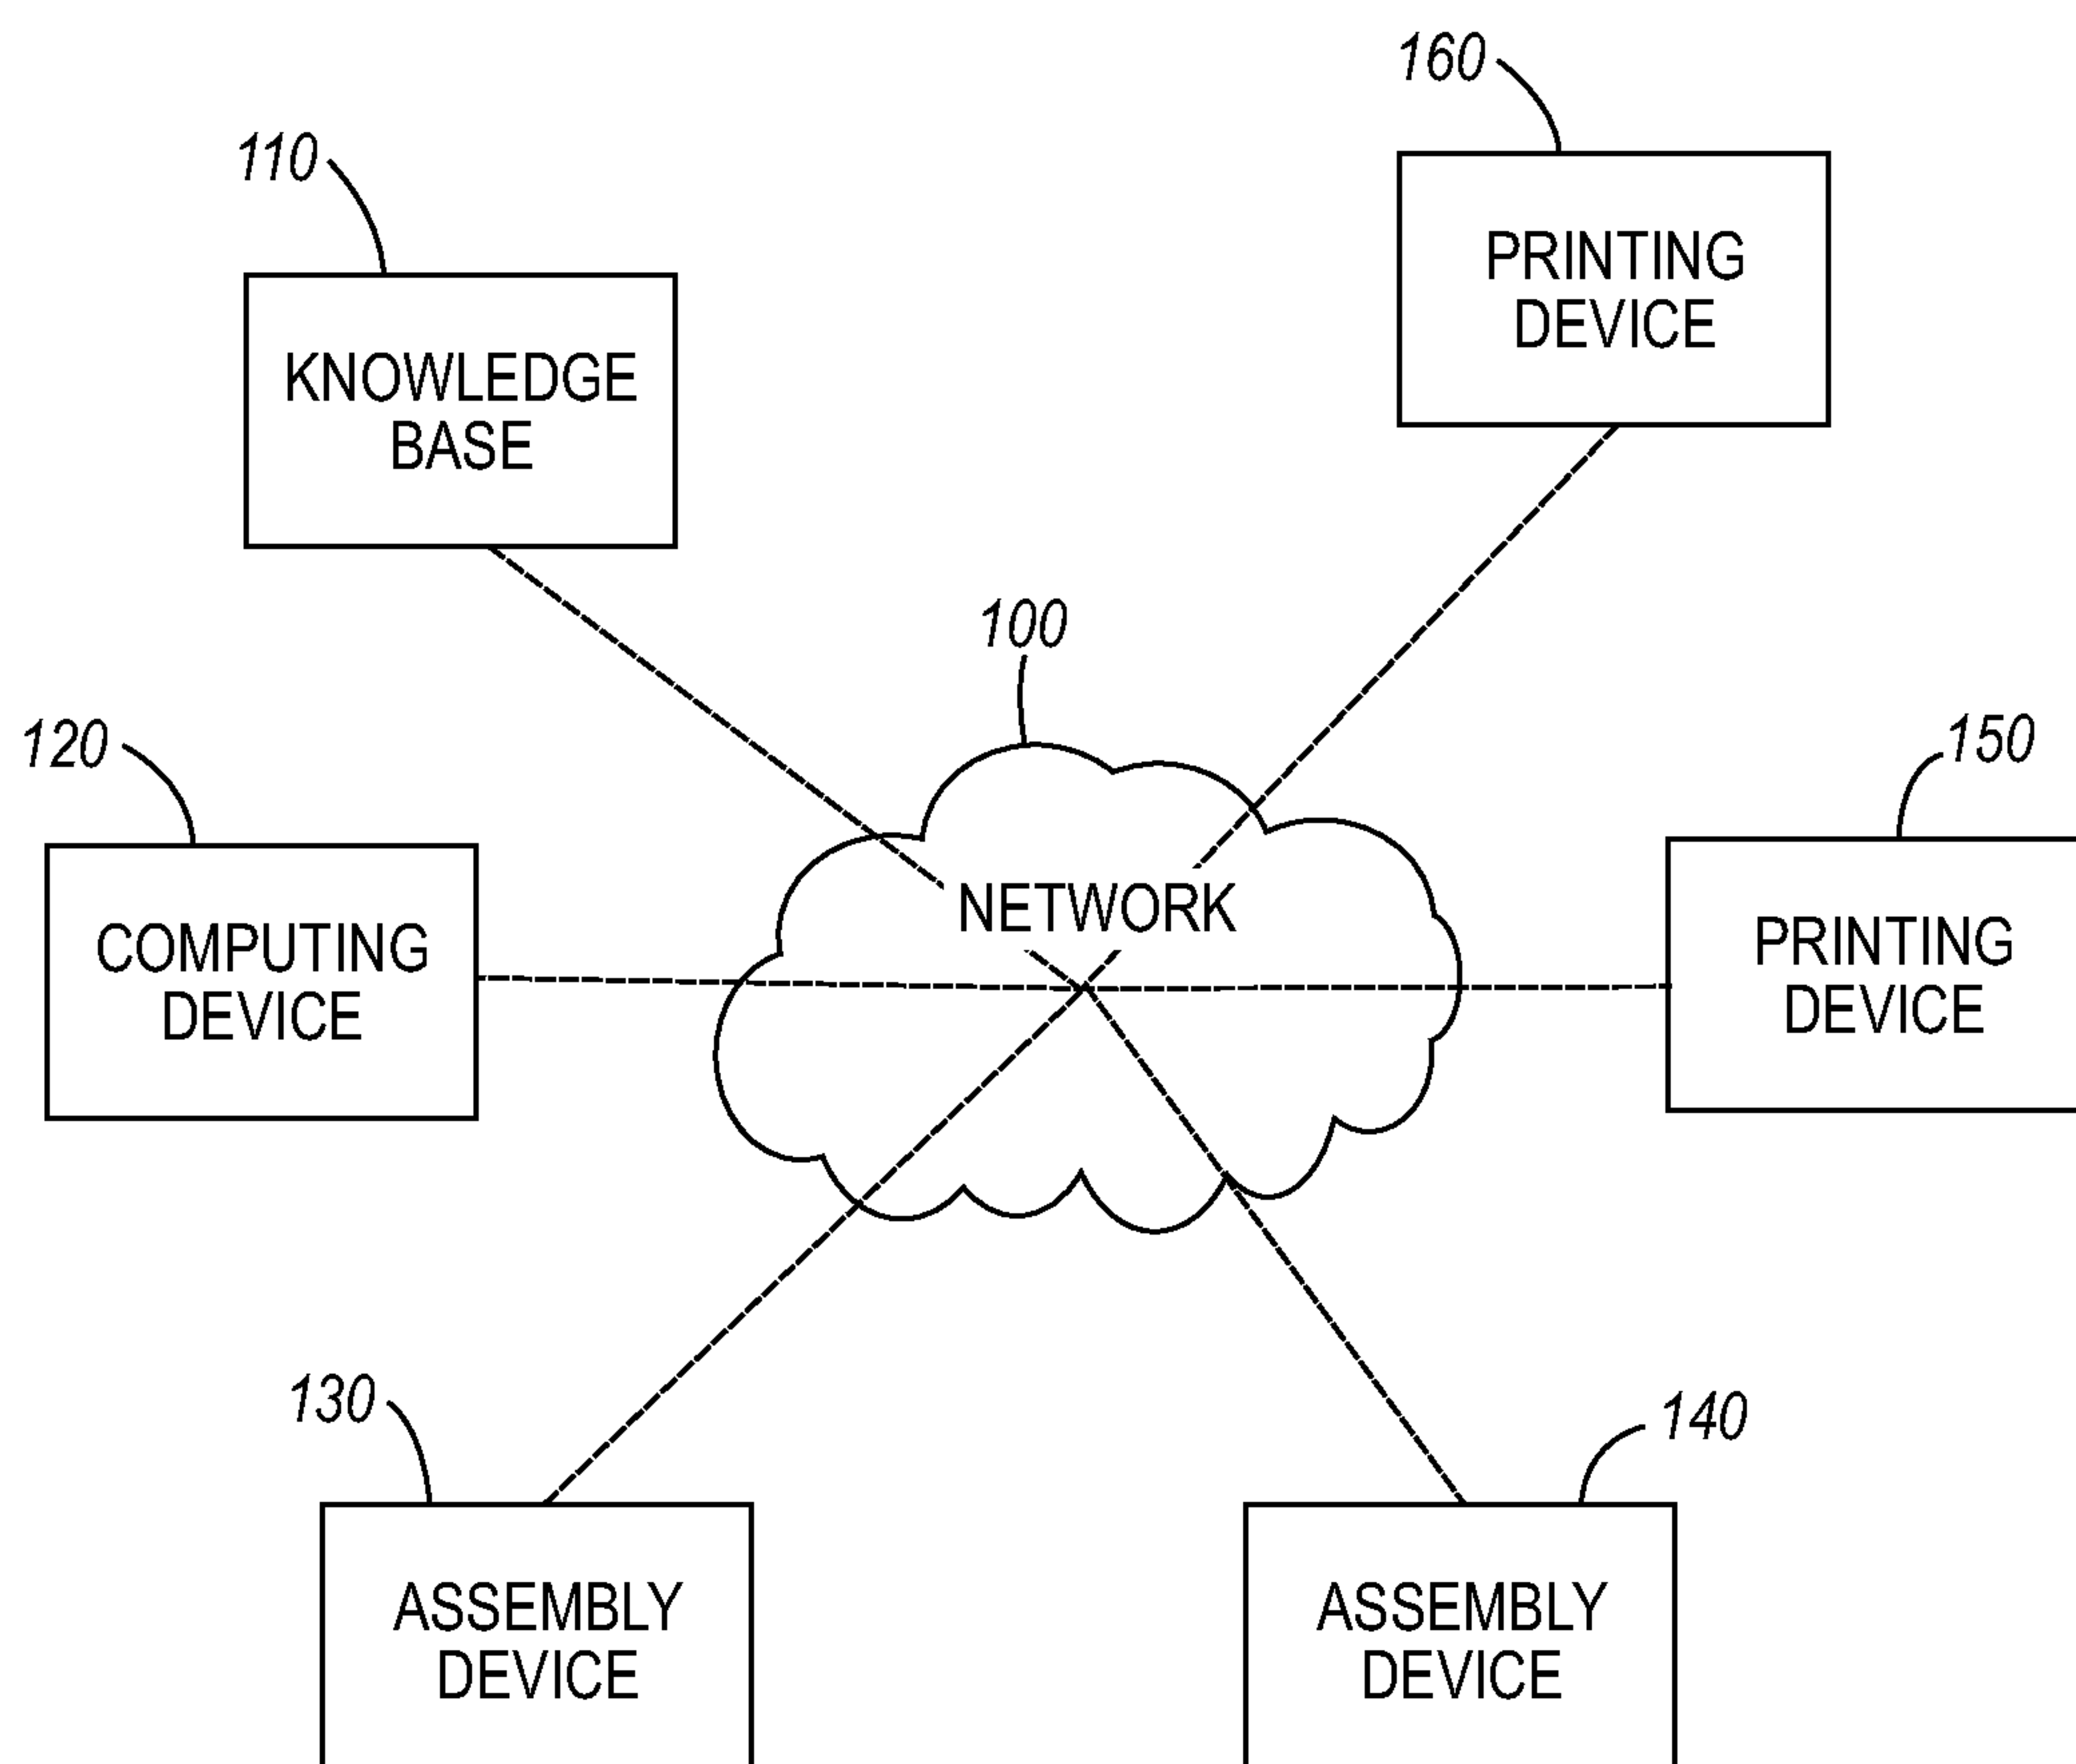 160
110
PRINTING
DEVICE
KNOWLEDGE
BASE
100
120
150
NETWORK
COMPUTING
DEVICE
PRINTING
DEVICE
130
140
ASSEMBLY
DEVICE
ASSEMBLY
DEVICE